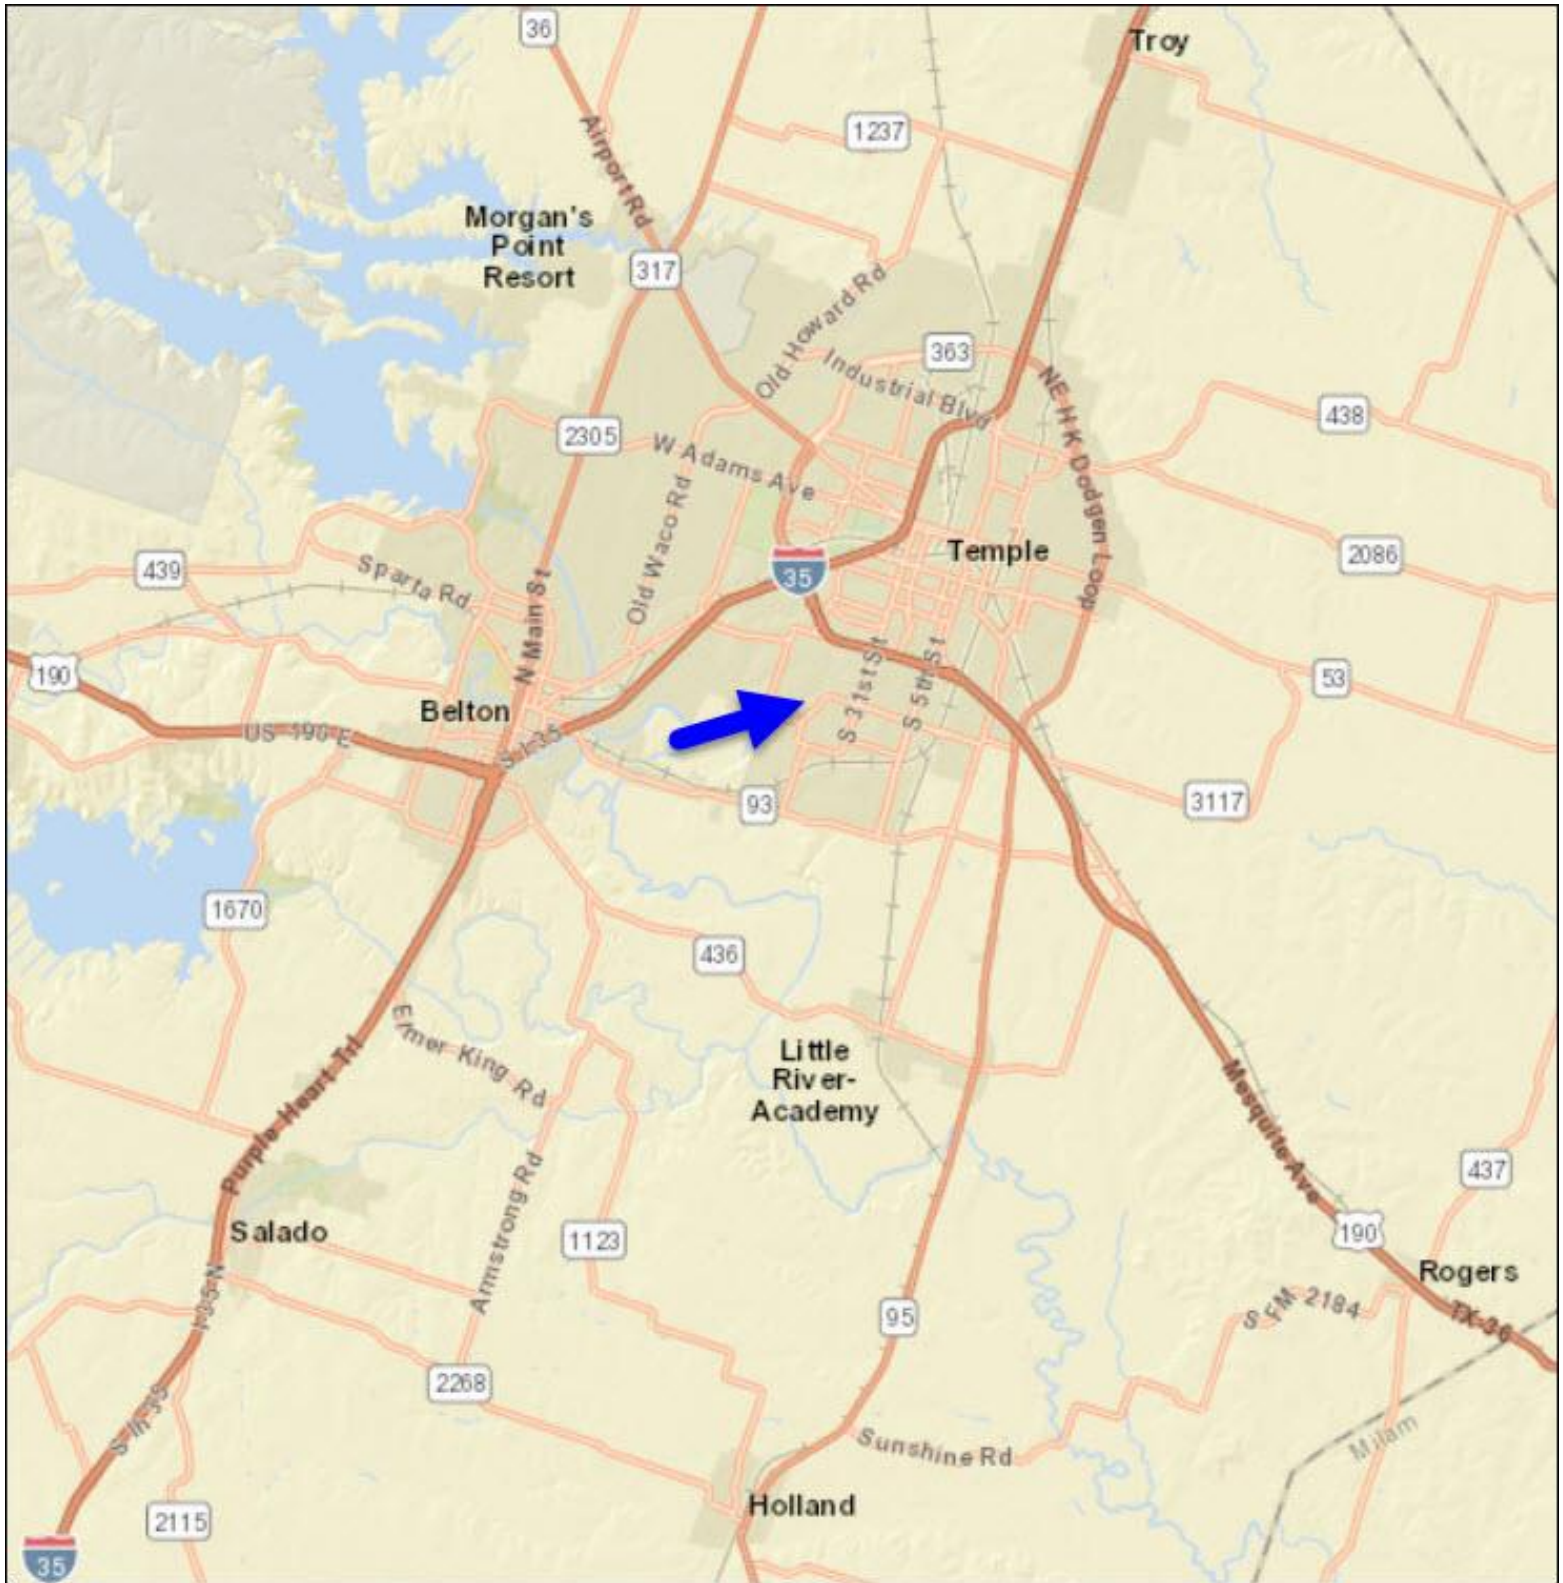 36
Troy
1237
Airport Rd
Morgan's
Point
Resort
317
Old Howard Rd
363
Industrial Blvd
NE H K Dodgen Loop
438
2305
W Adams Ave
Old Waco Rd
Temple
2086
439
Sparta Rd
35
N Main St
190
S 31st St
S 5th St
53
Belton
US 190 E
S I-35
93
3117
1670
436
Elmer King Rd
Little
River-
Academy
Purple Heart Trl
Mesquite Ave
437
Armstrong Rd
Salado
1123
190
Rogers
I-35 N
S FM 2184
TX-36
95
2268
S Ih 35
Sunshine Rd
Milam
Holland
2115
35